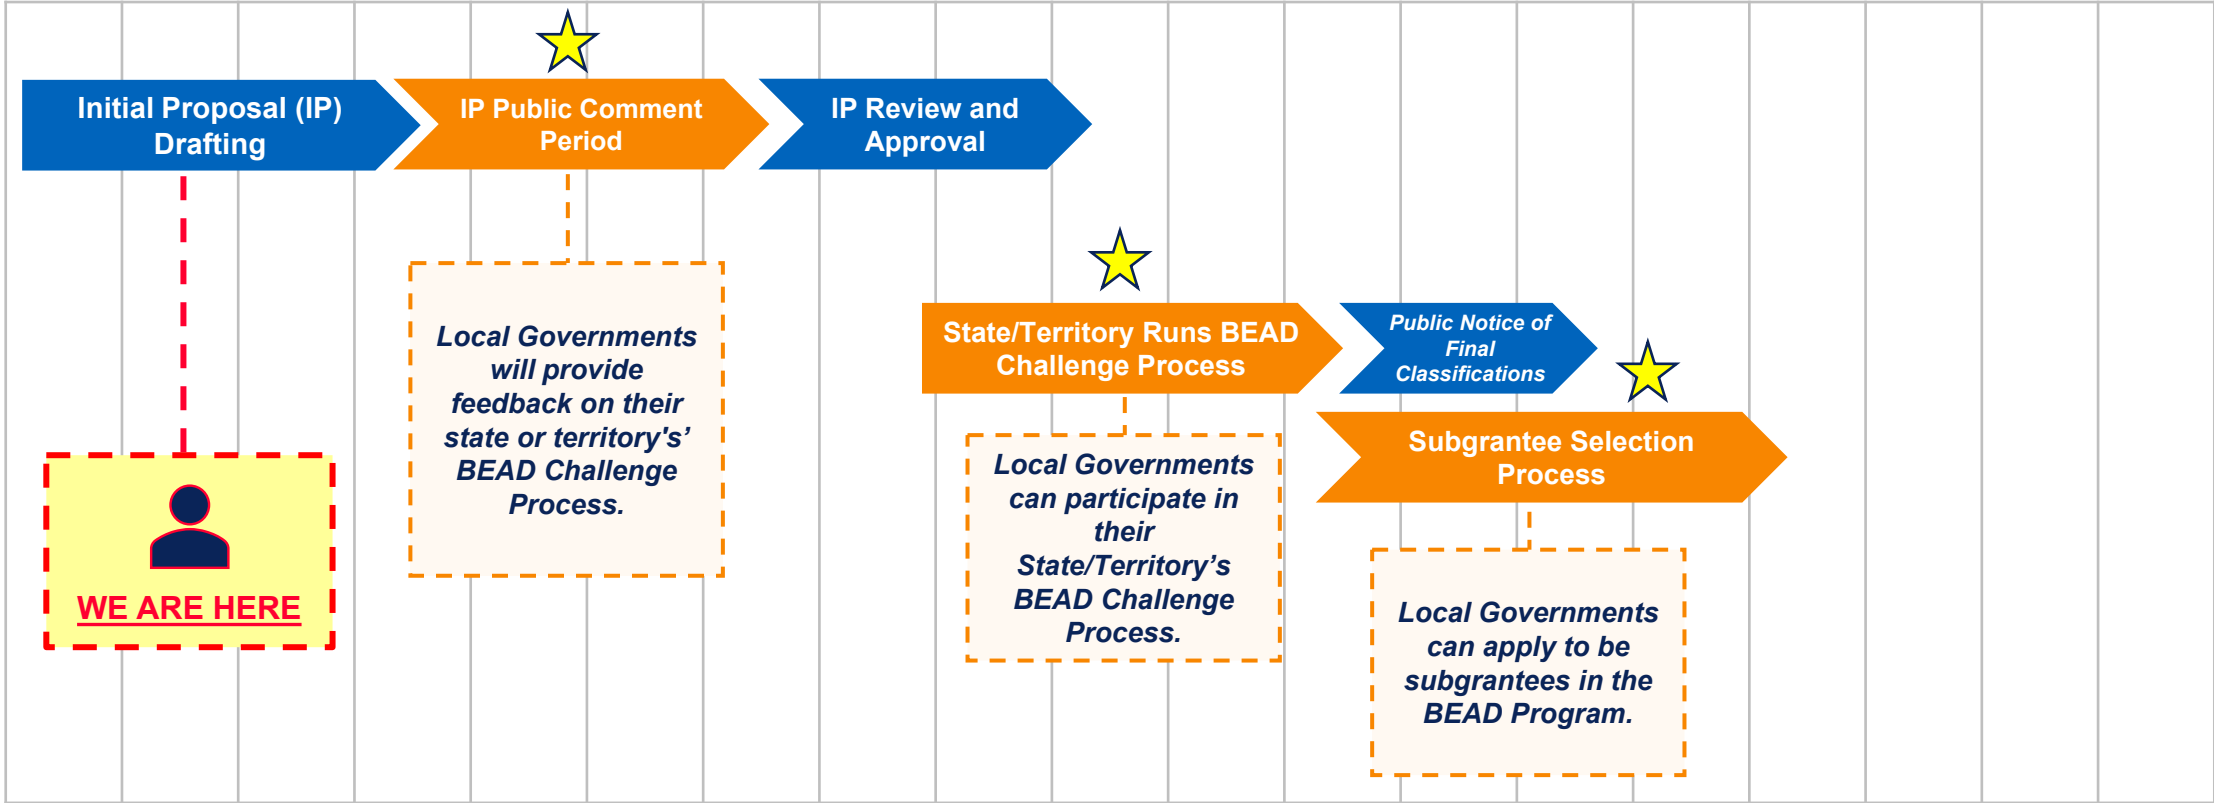 Initial Proposal (IP)
Drafting
IP Public Comment
Period
IP Review and
Approval
WE ARE HERE
Local Governments
will provide
feedback on their
state or territory's’
BEAD Challenge
Process.
State/Territory Runs BEAD
Challenge Process
Local Governments
can participate in
their
State/Territory’s
BEAD Challenge
Process.
Public Notice of
Final
Classifications
Subgrantee Selection
Process
Local Governments
can apply to be
subgrantees in the
BEAD Program.